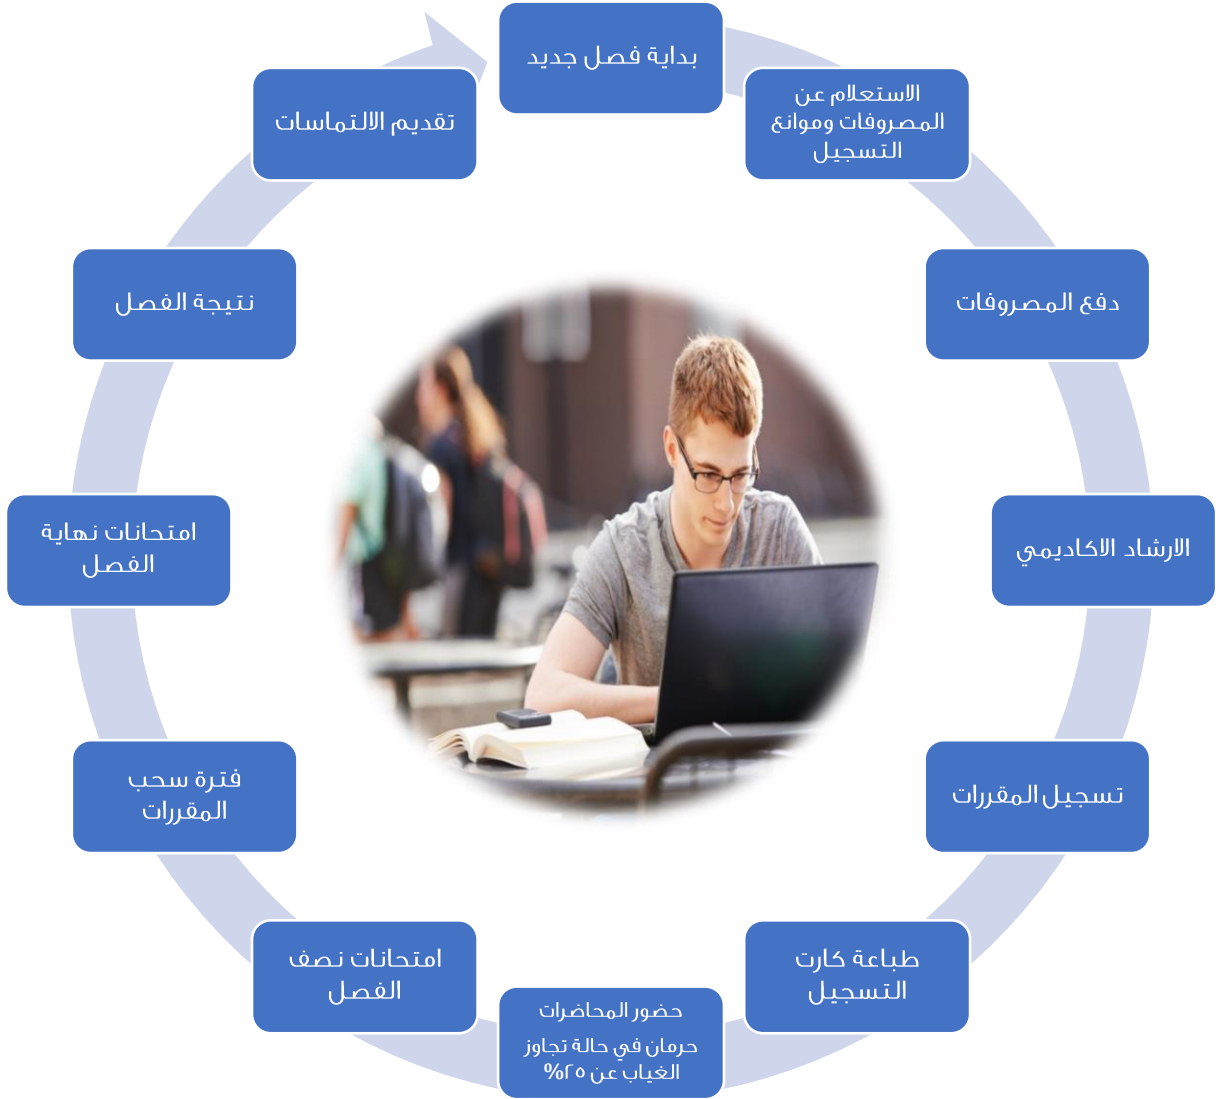 بداية فصل جديد
الاستعلام عن
المصروفات وموانع
التسجيل
دفع المصروفات
الارشاد الاكاديمي
تسجيل المقررات
طباعة كارت
التسجيل
حضور المحاضرات
حرمان في حالة تجاوز
الغياب عن ٢٥%
امتحانات نصف
الفصل
فترة سحب
المقررات
امتحانات نهاية
الفصل
نتيجة الفصل
تقديم الالتماسات